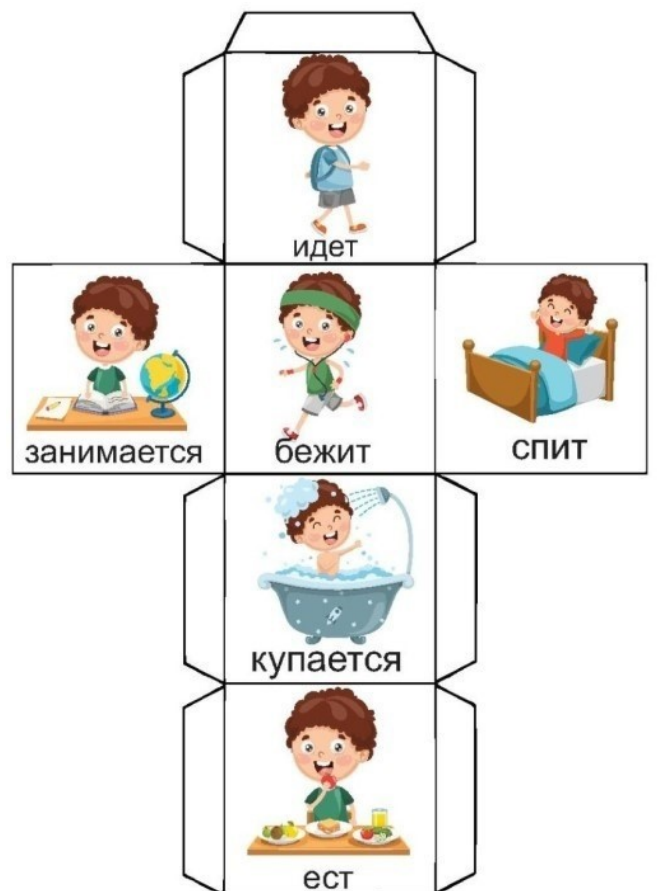 идет
занимается
бежит
спит
купается
ест